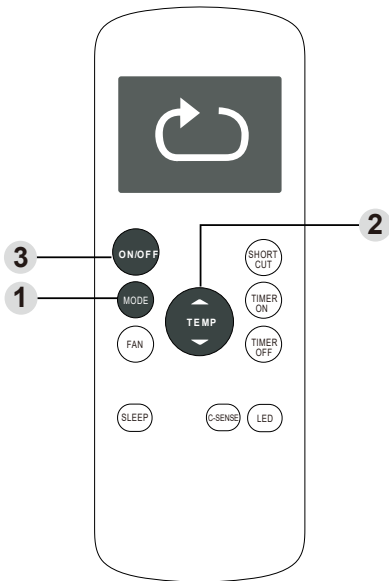 2
3
ON/OFF
SHORT
CUT
1
MODE
TEMP
TIMER
ON
FAN
TIMER
OFF
SLEEP
C-SENSE
LED